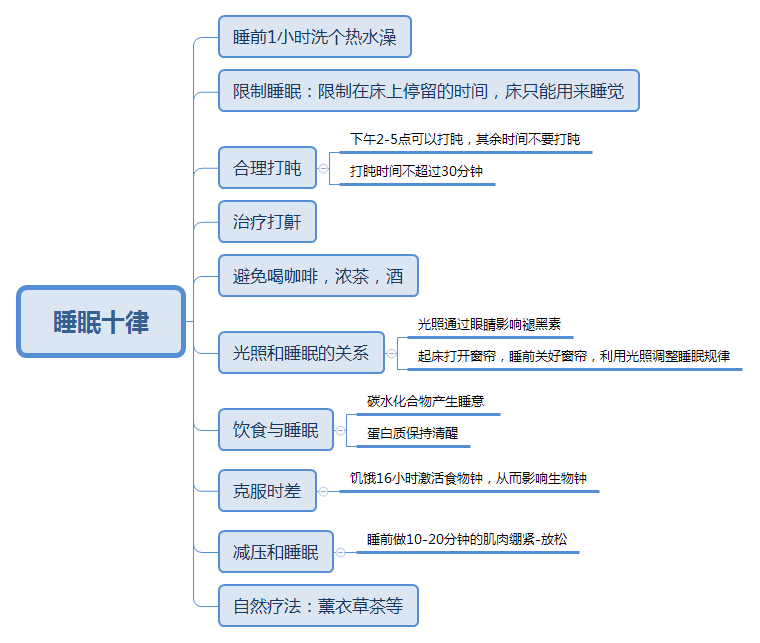 睡眠十律
睡前1小时洗个热水澡
限制睡眠：限制在床上停留的时间，床只能用来睡觉
合理打盹
下午2-5点可以打盹，其余时间不要打盹
打盹时间不超过30分钟
治疗打鼾
避免喝咖啡，浓茶，酒
光照和睡眠的关系
光照通过眼睛影响褪黑素
起床打开窗帘，睡前关好窗帘，利用光照调整睡眠规律
饮食与睡眠
碳水化合物产生睡意
蛋白质保持清醒
克服时差
饥饿16小时激活食物钟，从而影响生物钟
减压和睡眠
睡前做10-20分钟的肌肉绷紧-放松
自然疗法：薰衣草茶等